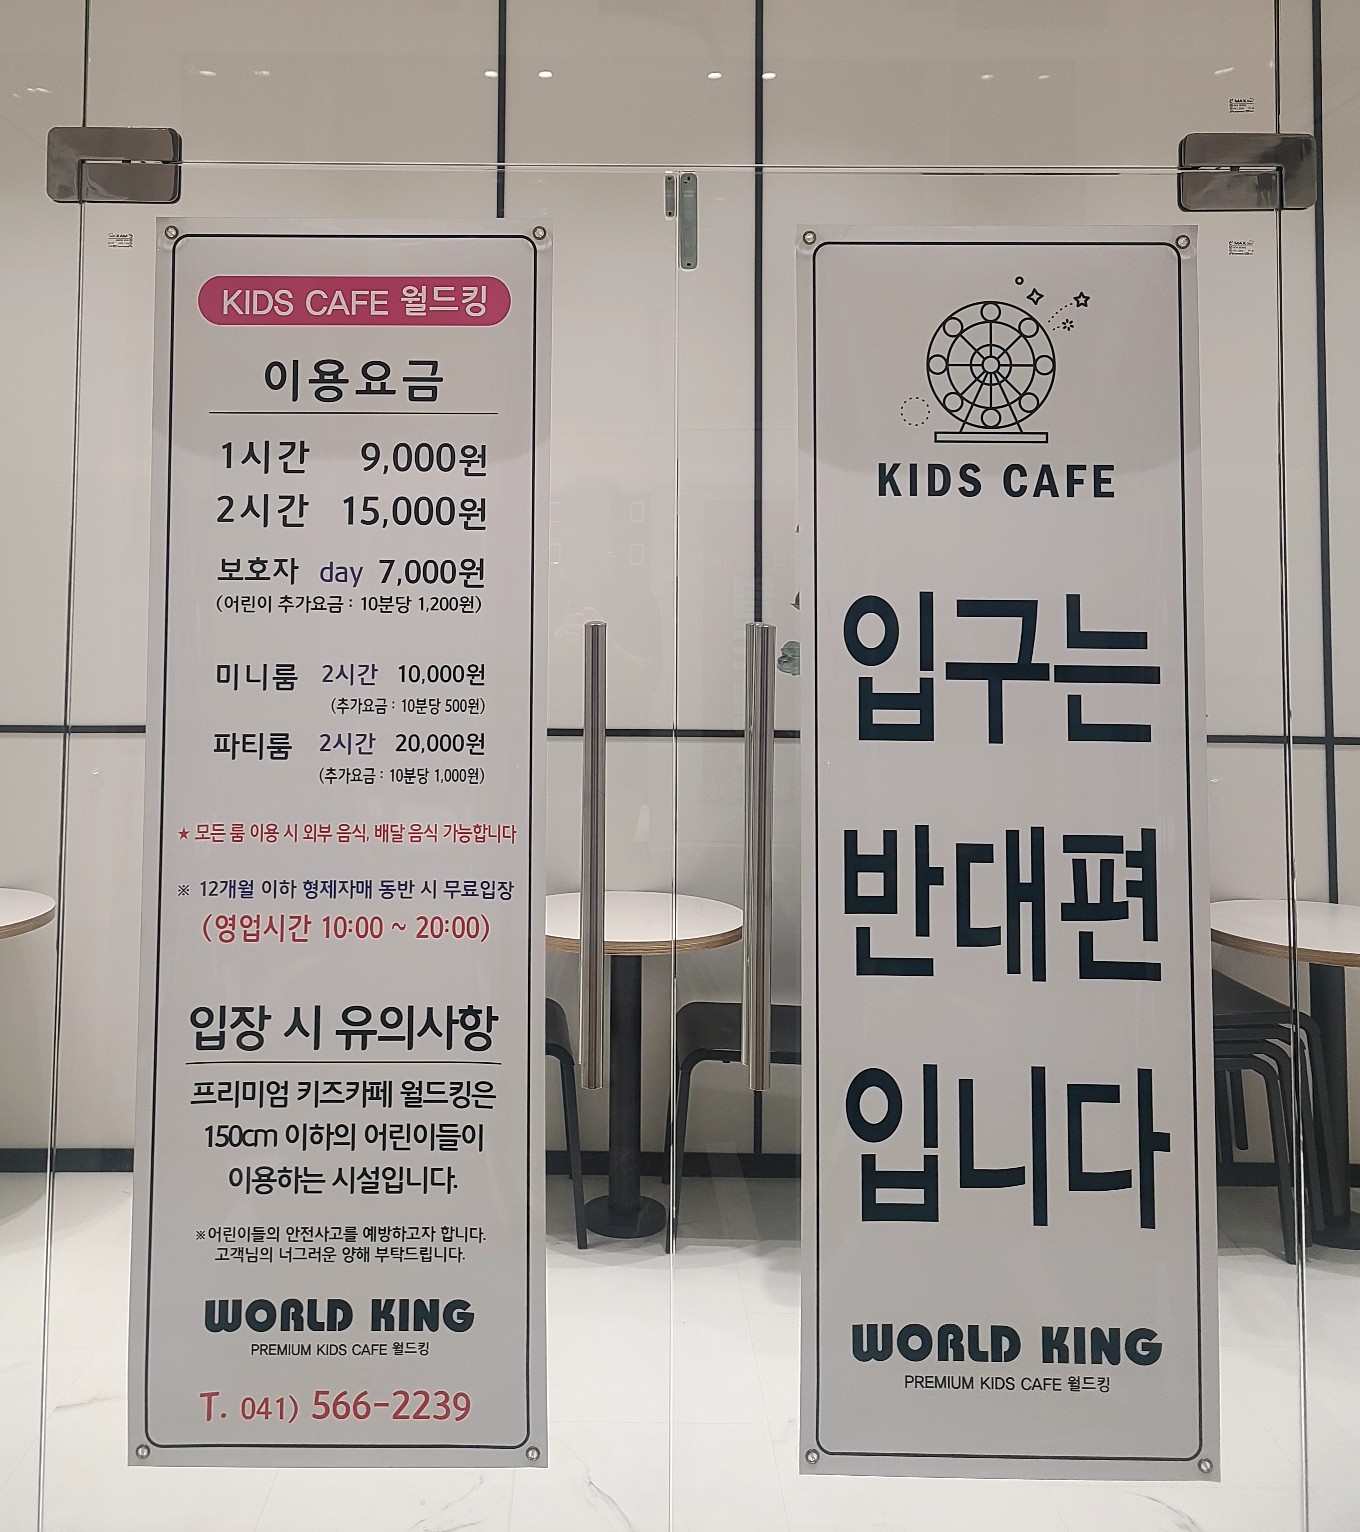 KIDS CAFE 월드킹
이용요금
1시간 9,000원
2시간 15,000원
보호자 day 7,000원
(어린이 추가요금 : 10분당 1,200원)
미니룸 2시간 10,000원
(추가요금 : 10분당 500원)
파티룸 2시간 20,000원
(추가요금 : 10분당 1,000원)
★ 모든 룸 이용 시 외부 음식, 배달 음식 가능합니다
※ 12개월 이하 형제자매 동반 시 무료입장
(영업시간 10:00 ~ 20:00)
입장 시 유의사항
프리미엄 키즈카페 월드킹은
150cm 이하의 어린이들이
이용하는 시설입니다.
※어린이들의 안전사고를 예방하고자 합니다.
고객님의 너그러운 양해 부탁드립니다.
WORLD KING
PREMIUM KIDS CAFE 월드킹
T. 041) 566-2239
KIDS CAFE
입구는
반대편
입니다
WORLD KING
PREMIUM KIDS CAFE 월드킹